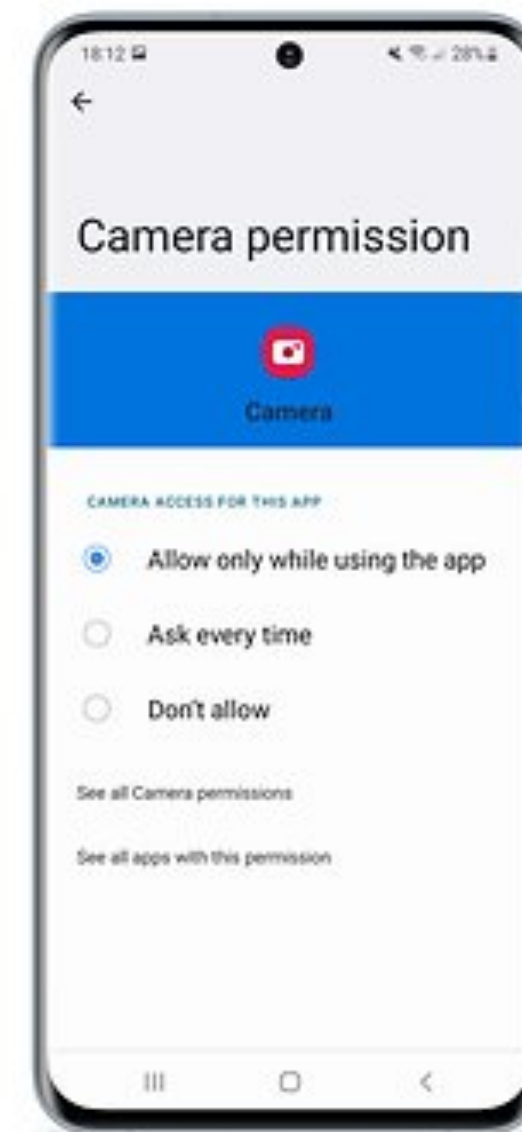 18:12 28%
Camera permission
Camera
CAMERA ACCESS FOR THIS APP
Allow only while using the app
Ask every time
Don't allow
See all Camera permissions
See all apps with this permission